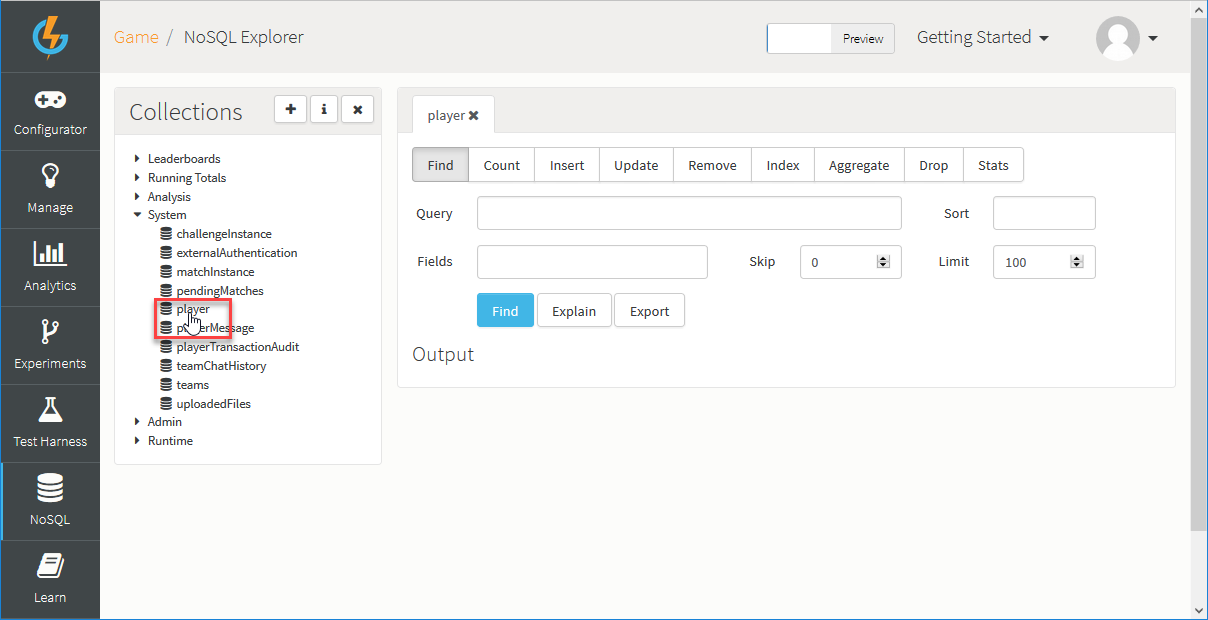 Game / NoSQL Explorer
Preview
Getting Started
Configurator
Manage
Analytics
Experiments
Test Harness
NoSQL
Learn
Collections
Leaderboards
Running Totals
Analysis
System
challengeInstance
externalAuthentication
matchInstance
pendingMatches
player
playerMessage
playerTransactionAudit
teamChatHistory
teams
uploadedFiles
Admin
Runtime
player
Find Count Insert Update Remove Index Aggregate Drop Stats
Query Sort
Fields Skip 0 Limit 100
Find Explain Export
Output